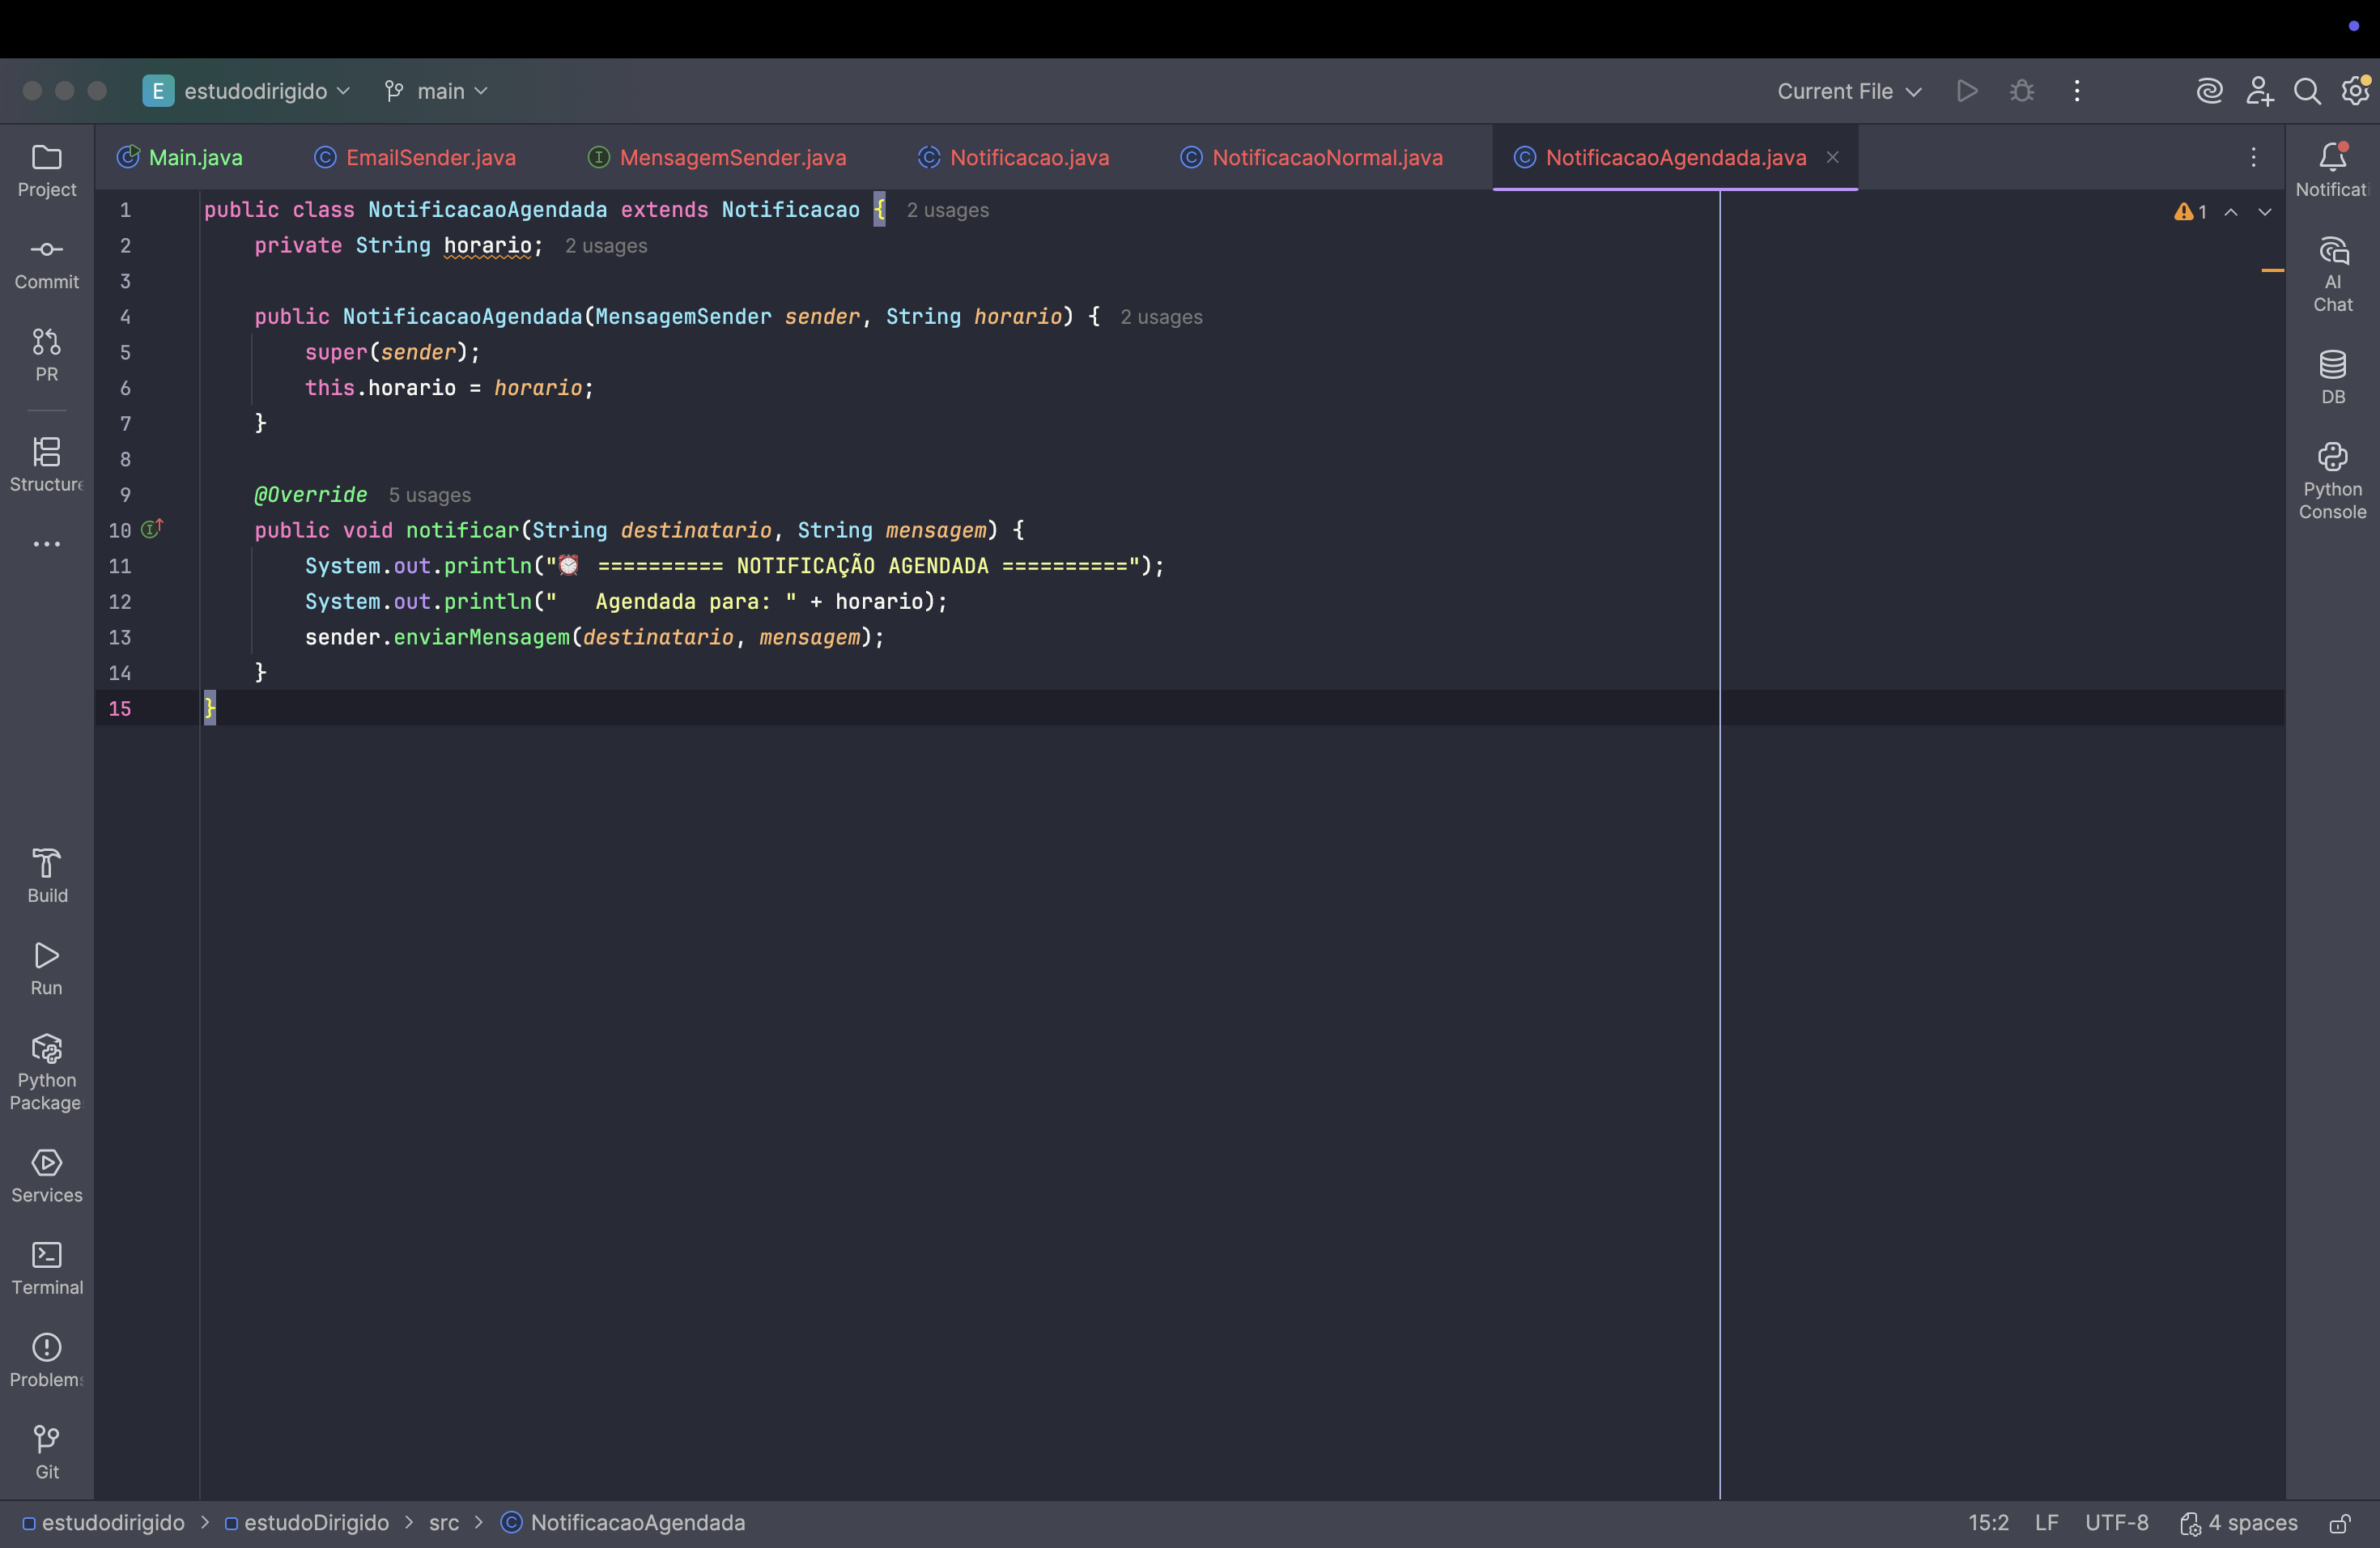 E estudodirigido main Current File
Main.java EmailSender.java MensagemSender.java Notificacao.java NotificacaoNormal.java NotificacaoAgendada.java
Project
Commit
PR
Structure
Build
Run
Python
Package
Services
Terminal
Problems
Git
1 public class NotificacaoAgendada extends Notificacao { 2 usages
2 private String horario; 2 usages
3
4 public NotificacaoAgendada(MensagemSender sender, String horario) { 2 usages
5 super(sender);
6 this.horario = horario;
7 }
8
9 @Override 5 usages
10 public void notificar(String destinatario, String mensagem) {
11 System.out.println("⏰ ========== NOTIFICAÇÃO AGENDADA ==========");
12 System.out.println("   Agendada para: " + horario);
13 sender.enviarMensagem(destinatario, mensagem);
14 }
15 }
1
Notificati
AI
Chat
DB
Python
Console
estudodirigido > estudoDirigido > src > NotificacaoAgendada
15:2 LF UTF-8 4 spaces